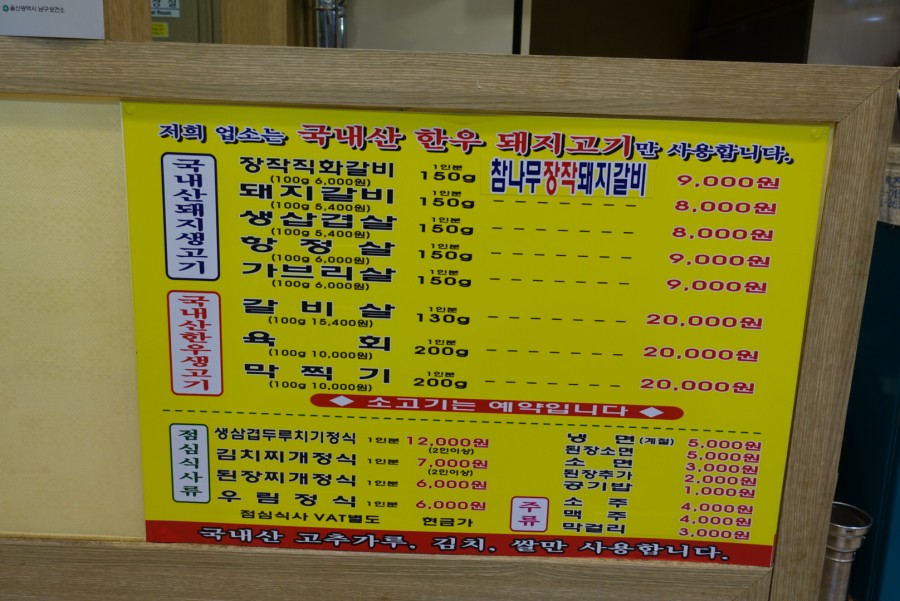 울산광역시 남구보건소
저희 업소는 국내산 한우 돼지고기만 사용합니다.
국내산돼지생고기
장작직화갈비 1인분 150g 참나무장작돼지갈비 9,000원
(100g 6,000원)
돼지갈비 1인분 150g 8,000원
(100g 5,400원)
생삼겹살 1인분 150g 8,000원
(100g 5,400원)
항정살 1인분 150g 9,000원
(100g 6,000원)
가브리살 1인분 150g 9,000원
(100g 6,000원)
국내산한우생고기
갈비살 1인분 130g 20,000원
(100g 15,400원)
육회 1인분 200g 20,000원
(100g 10,000원)
막찍기 1인분 200g 20,000원
(100g 10,000원)
◆ 소고기는 예약입니다 ◆
점심식사류
생삼겹두루치기정식 1인분 12,000원
(2인이상)
김치찌개정식 1인분 7,000원
(2인이상)
된장찌개정식 1인분 6,000원
우림정식 1인분 6,000원
점심식사 VAT별도 현금가
냉면(계절) 5,000원
된장소면 5,000원
소면 3,000원
된장추가 2,000원
공기밥 1,000원
주류
소주 4,000원
맥주 4,000원
막걸리 3,000원
국내산 고추가루, 김치, 쌀만 사용합니다.